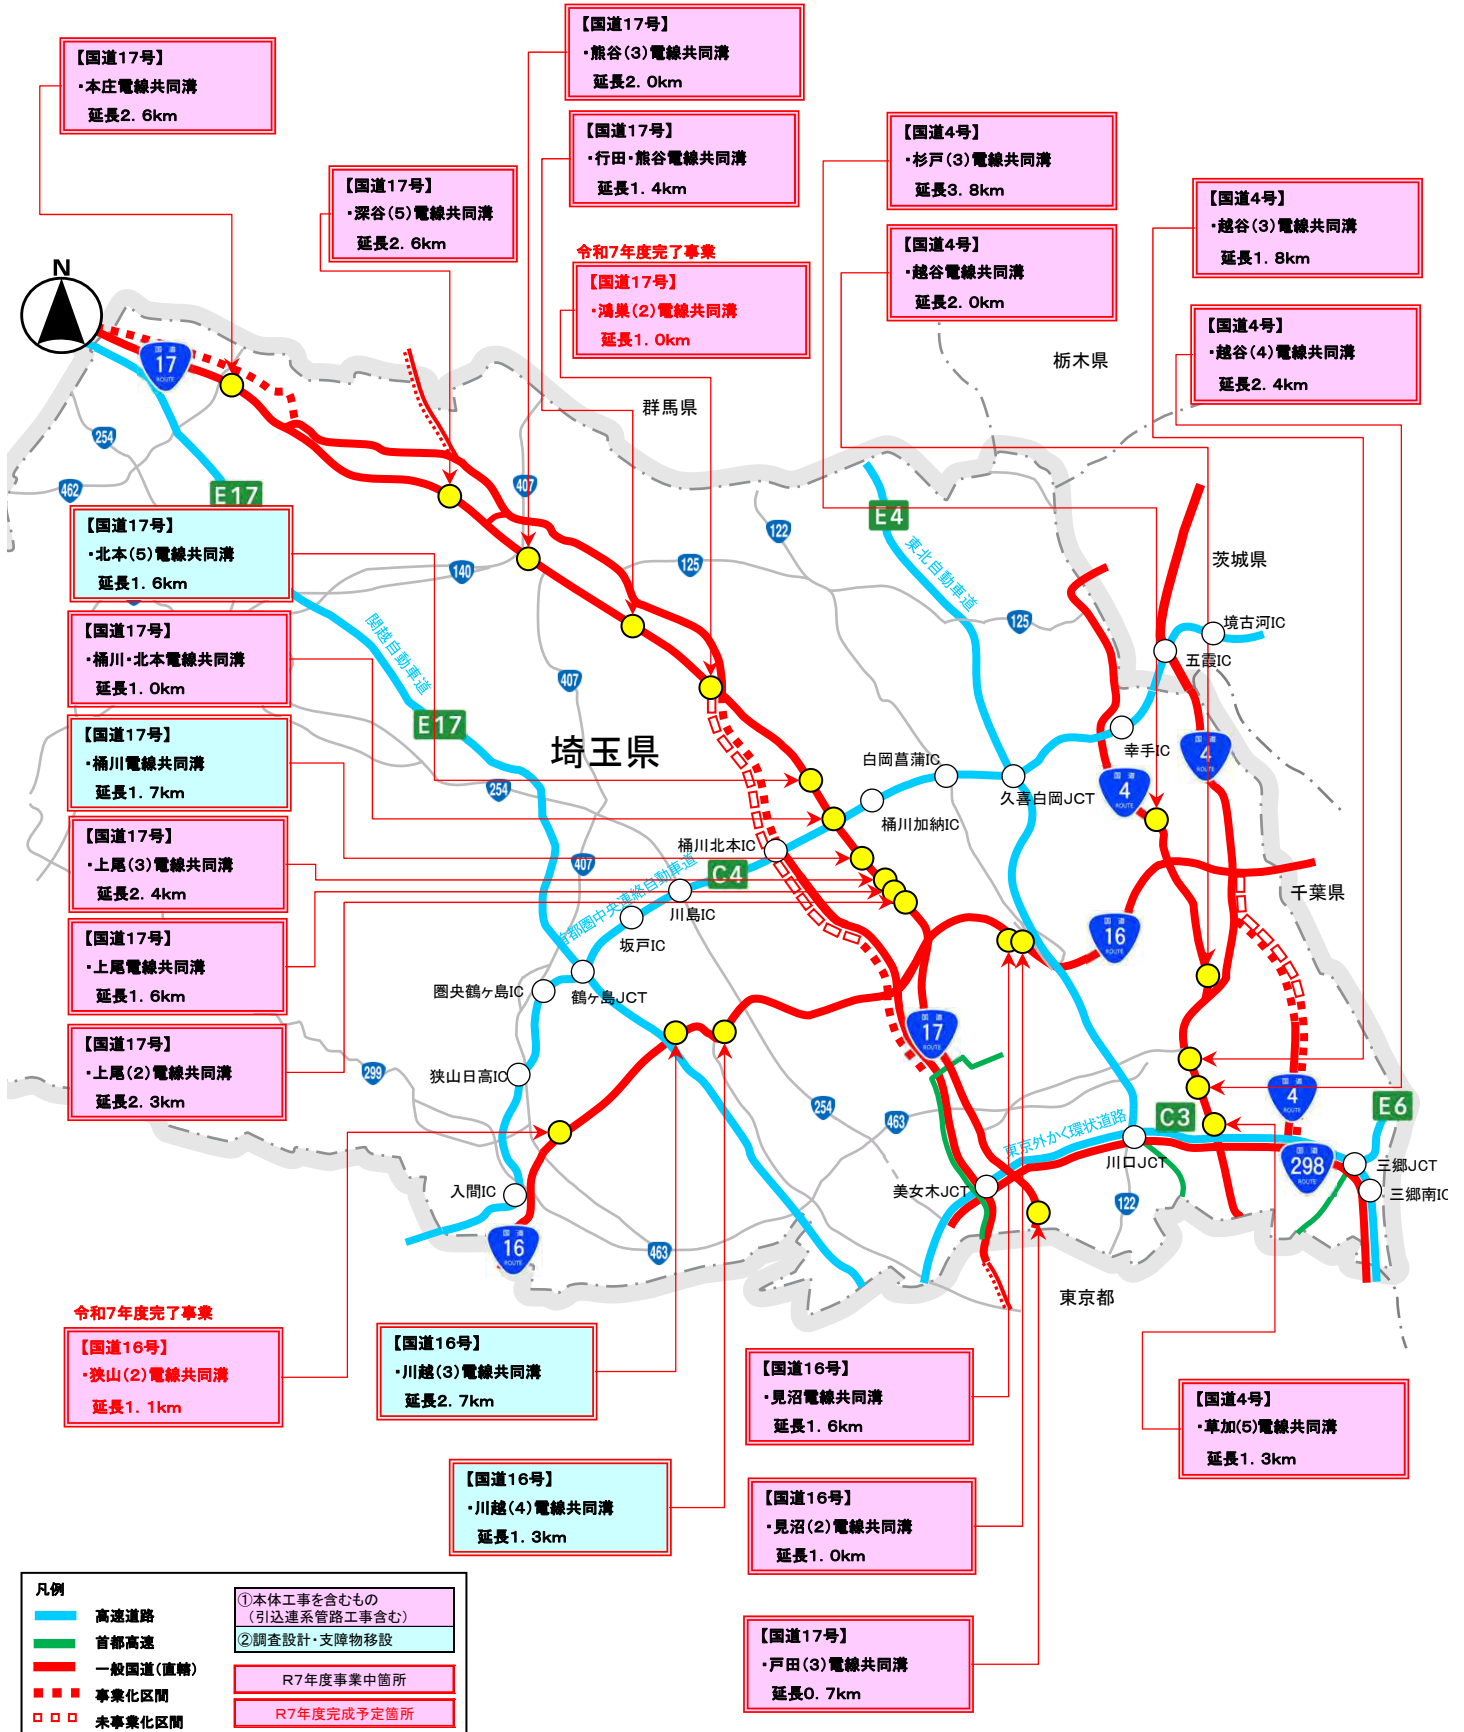 【国道17号】
・本庄電線共同溝
延長2．6km
【国道17号】
・深谷(5)電線共同溝
延長2．6km
【国道17号】
・熊谷(3)電線共同溝
延長2．0km
【国道17号】
・行田・熊谷電線共同溝
延長1．4km
令和7年度完了事業
【国道17号】
・鴻巣(2)電線共同溝
延長1．0km
【国道4号】
・杉戸(3)電線共同溝
延長3．8km
【国道4号】
・越谷電線共同溝
延長2．0km
【国道4号】
・越谷(3)電線共同溝
延長1．8km
【国道4号】
・越谷(4)電線共同溝
延長2．4km
N
国道
17
ROUTE
254
462
E17
407
140
125
122
E4
東北自動車道
125
群馬県
栃木県
茨城県
千葉県
東京都
埼玉県
【国道17号】
・北本(5)電線共同溝
延長1．6km
【国道17号】
・桶川・北本電線共同溝
延長1．0km
【国道17号】
・桶川電線共同溝
延長1．7km
【国道17号】
・上尾(3)電線共同溝
延長2．4km
【国道17号】
・上尾電線共同溝
延長1．6km
【国道17号】
・上尾(2)電線共同溝
延長2．3km
関越自動車道
E17
407
254
407
首都圏中央連絡自動車道
C4
境古河IC
五霞IC
幸手IC
白岡菖蒲IC
久喜白岡JCT
桶川加納IC
桶川北本IC
川島IC
坂戸IC
圏央鶴ヶ島IC
鶴ヶ島JCT
狭山日高IC
入間IC
国道
4
ROUTE
国道
4
ROUTE
国道
16
ROUTE
国道
17
ROUTE
299
254
463
463
122
国道
4
ROUTE
C3
E6
東京外かく環状道路
川口JCT
美女木JCT
国道
298
ROUTE
三郷JCT
三郷南IC
国道
16
ROUTE
令和7年度完了事業
【国道16号】
・狭山(2)電線共同溝
延長1．1km
【国道16号】
・川越(3)電線共同溝
延長2．7km
【国道16号】
・川越(4)電線共同溝
延長1．3km
【国道16号】
・見沼電線共同溝
延長1．6km
【国道16号】
・見沼(2)電線共同溝
延長1．0km
【国道17号】
・戸田(3)電線共同溝
延長0．7km
【国道4号】
・草加(5)電線共同溝
延長1．3km
凡例
高速道路
首都高速
一般国道(直轄)
事業化区間
未事業化区間
①本体工事を含むもの
（引込連系管路工事含む）
②調査設計・支障物移設
R7年度事業中箇所
R7年度完成予定箇所